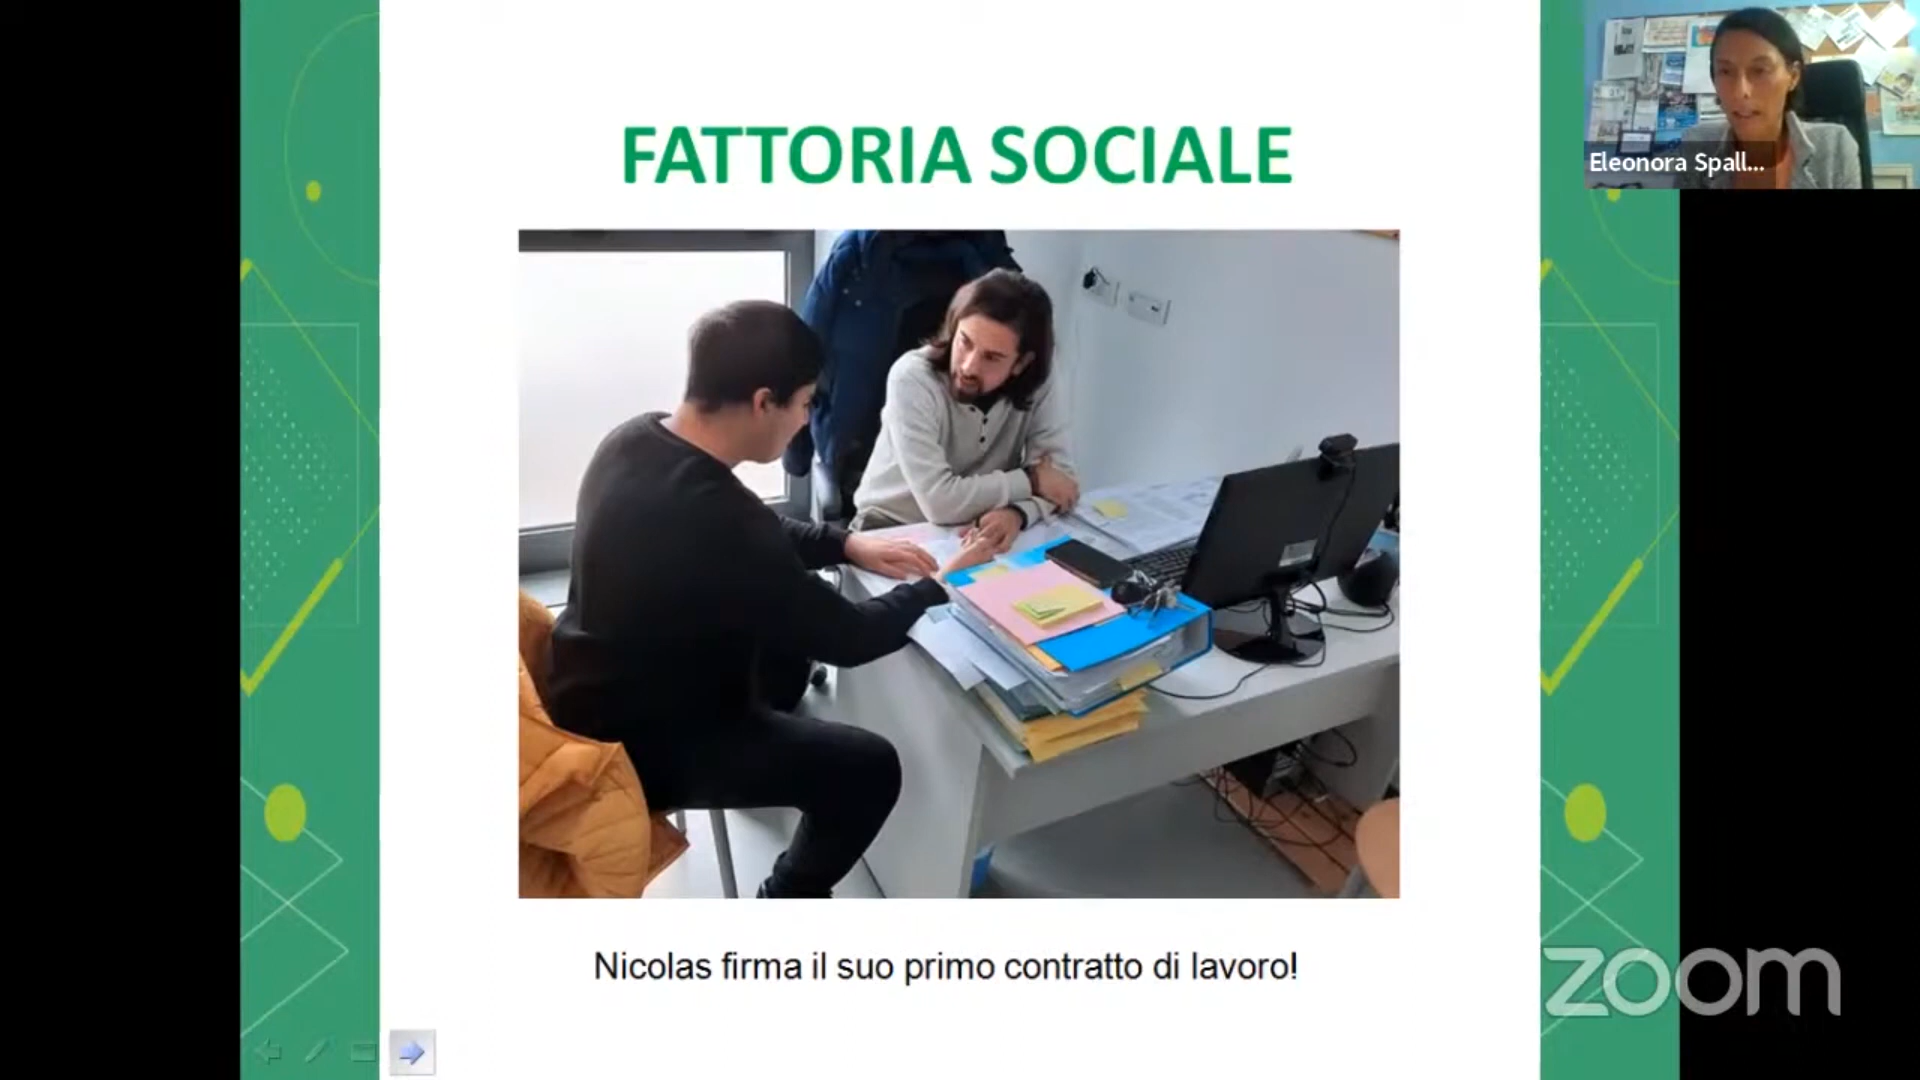 FATTORIA SOCIALE
Eleonora Spall...
Nicolas firma il suo primo contratto di lavoro!
zoom